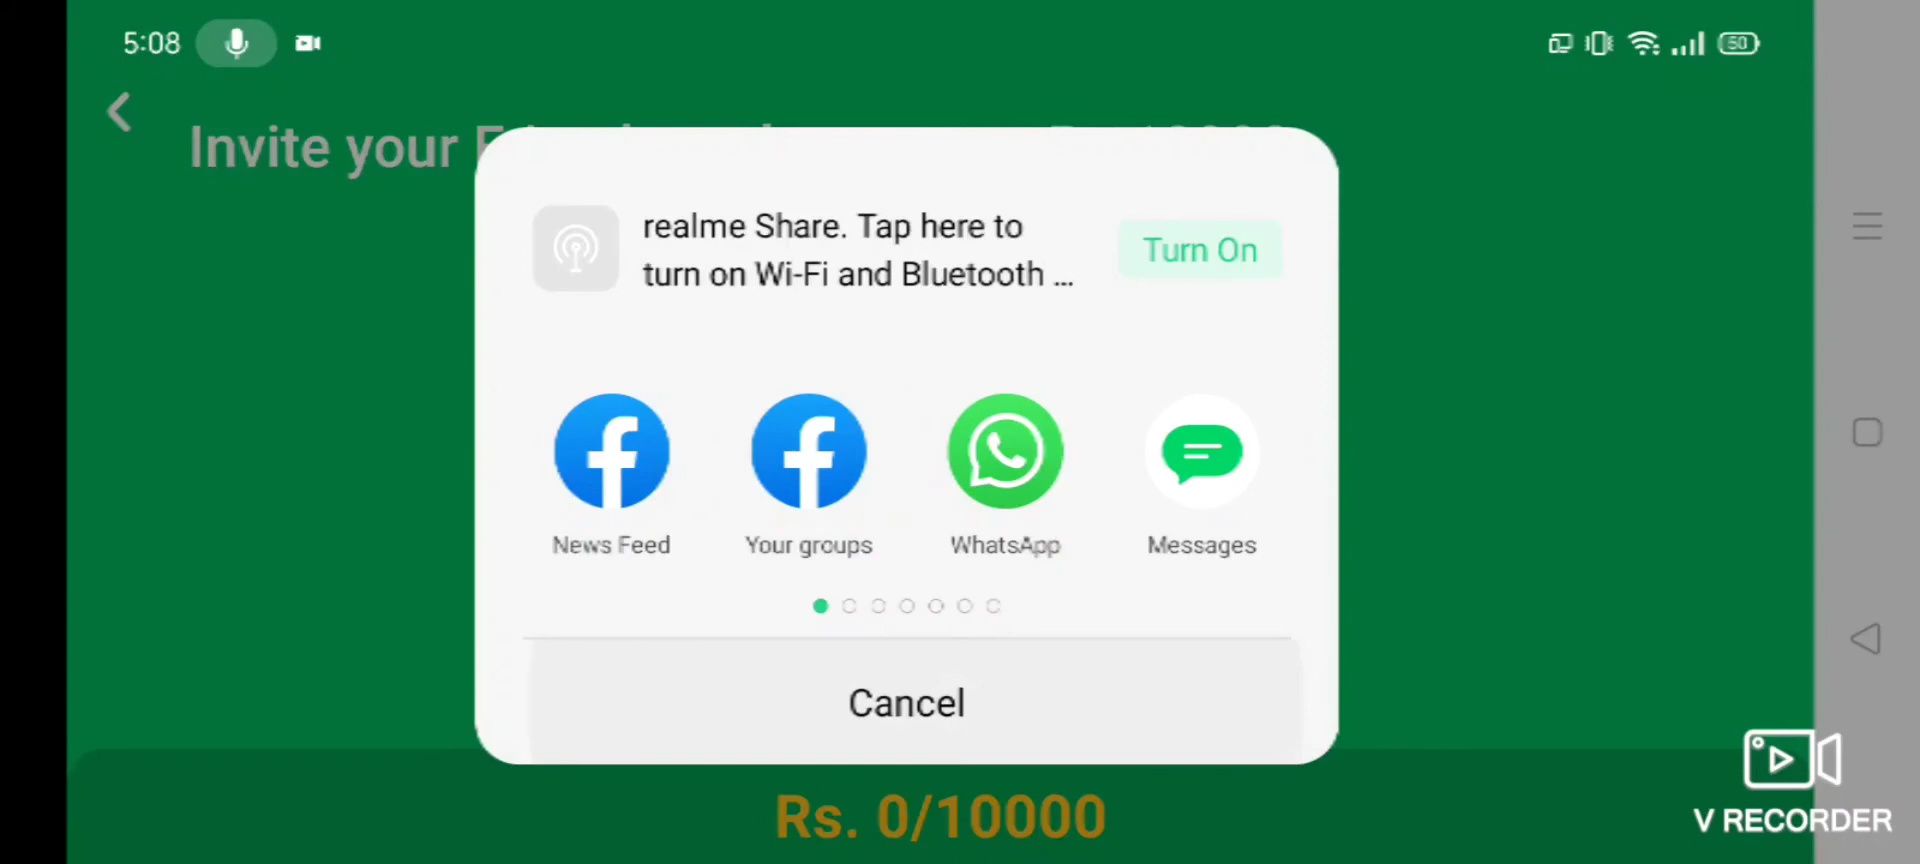 5:08
50
Invite your
realme Share. Tap here to
turn on Wi-Fi and Bluetooth ...
Turn On
News Feed
Your groups
WhatsApp
Messages
Cancel
Rs. 0/10000
V RECORDER